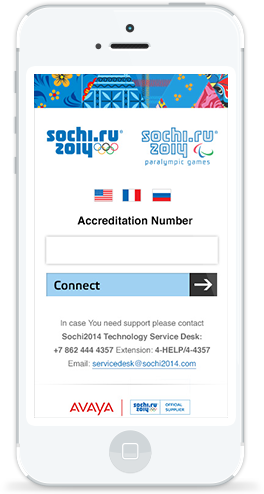 sochi.ru
2014
sochi.ru
2014
paralympic games
Accreditation Number
Connect
In case You need support please contact
Sochi2014 Technology Service Desk:
+7 862 444 4357 Extension: 4-HELP/4-4357
Email: servicedesk@sochi2014.com
AVAYA
sochi.ru
2014
OFFICIAL
SUPPLIER